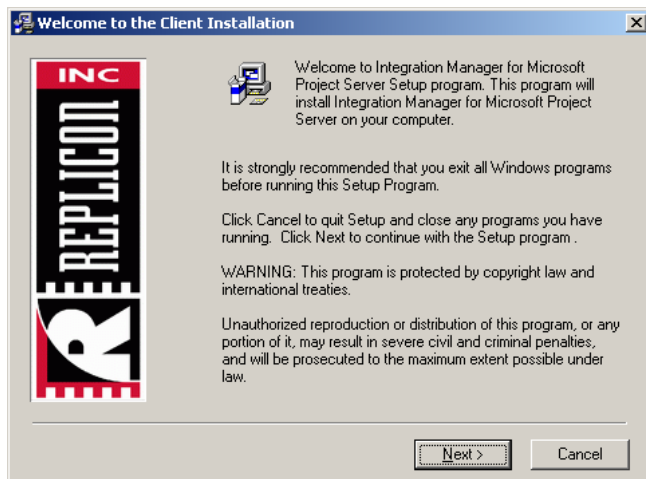 Welcome to the Client Installation
INC
REPLICON
R
Welcome to Integration Manager for Microsoft
Project Server Setup program. This program will
install Integration Manager for Microsoft Project
Server on your computer.
It is strongly recommended that you exit all Windows programs
before running this Setup Program.
Click Cancel to quit Setup and close any programs you have
running. Click Next to continue with the Setup program .
WARNING: This program is protected by copyright law and
international treaties.
Unauthorized reproduction or distribution of this program, or any
portion of it, may result in severe civil and criminal penalties,
and will be prosecuted to the maximum extent possible under
law.
Next >
Cancel